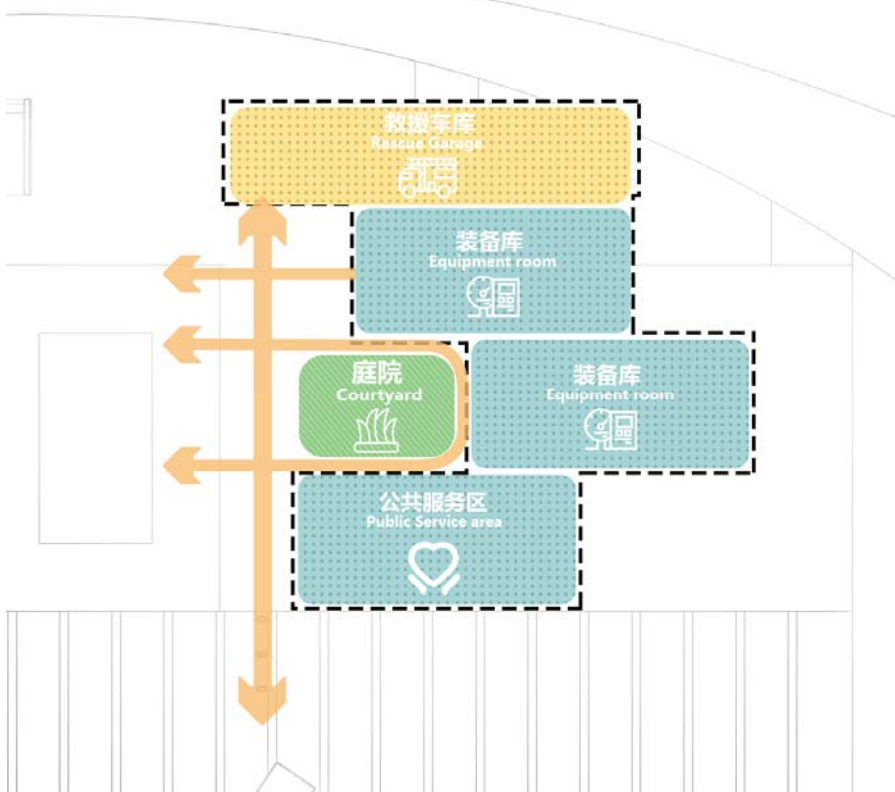 救援车库
Rescue Garage
装备库
Equipment room
庭院
Courtyard
装备库
Equipment room
公共服务区
Public Service area